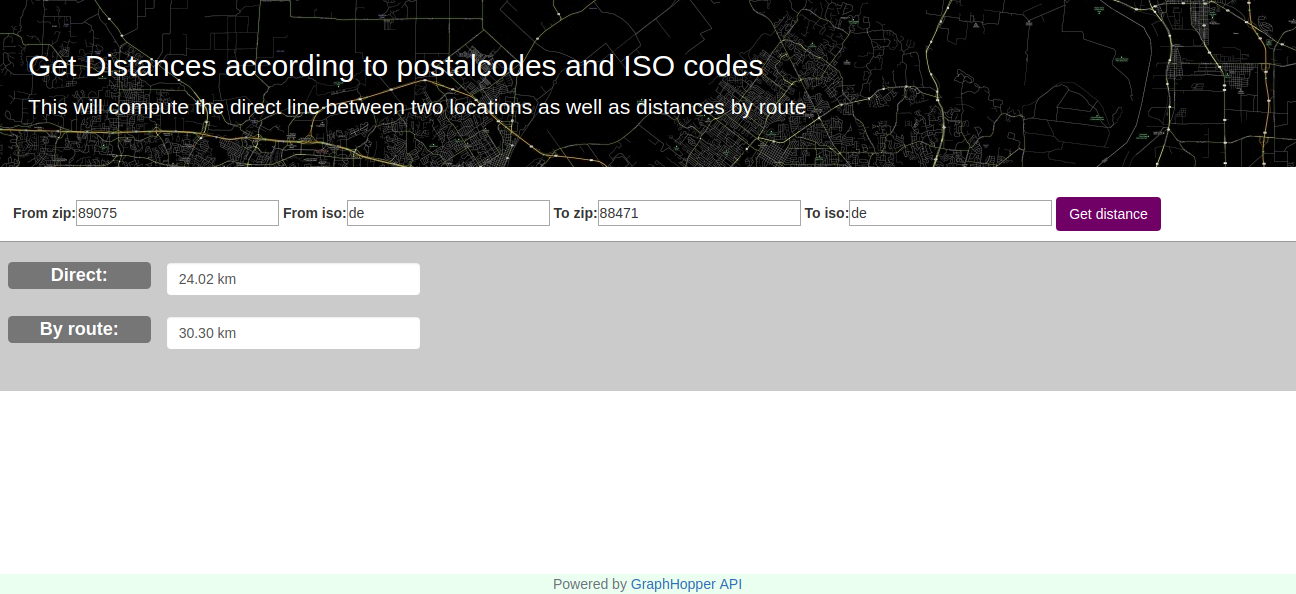 Get Distances according to postalcodes and ISO codes
This will compute the direct line between two locations as well as distances by route
From zip: 89075 From iso: de To zip: 88471 To iso: de Get distance
Direct: 24.02 km
By route: 30.30 km
Powered by GraphHopper API